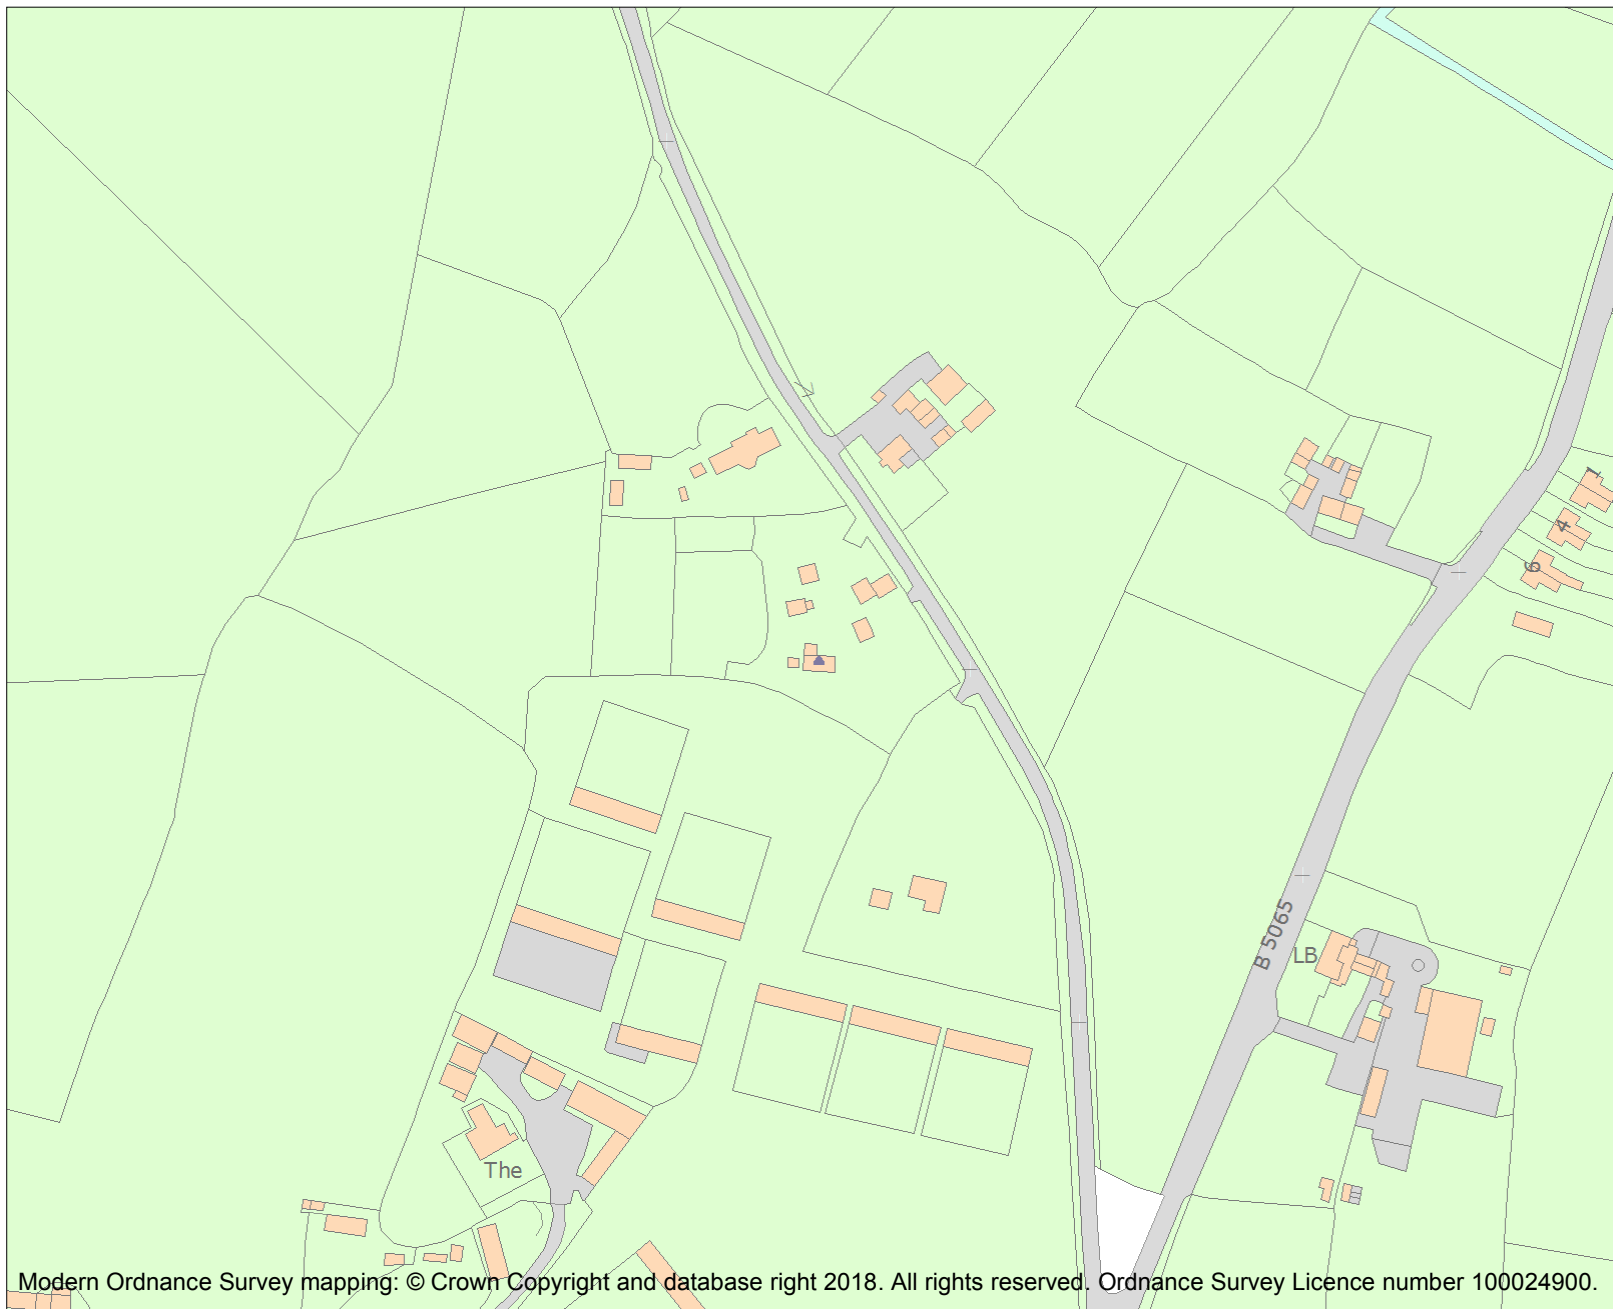 1
4
6
B 5065
LB
The
Modern Ordnance Survey mapping: © Crown Copyright and database right 2018. All rights reserved. Ordnance Survey Licence number 100024900.